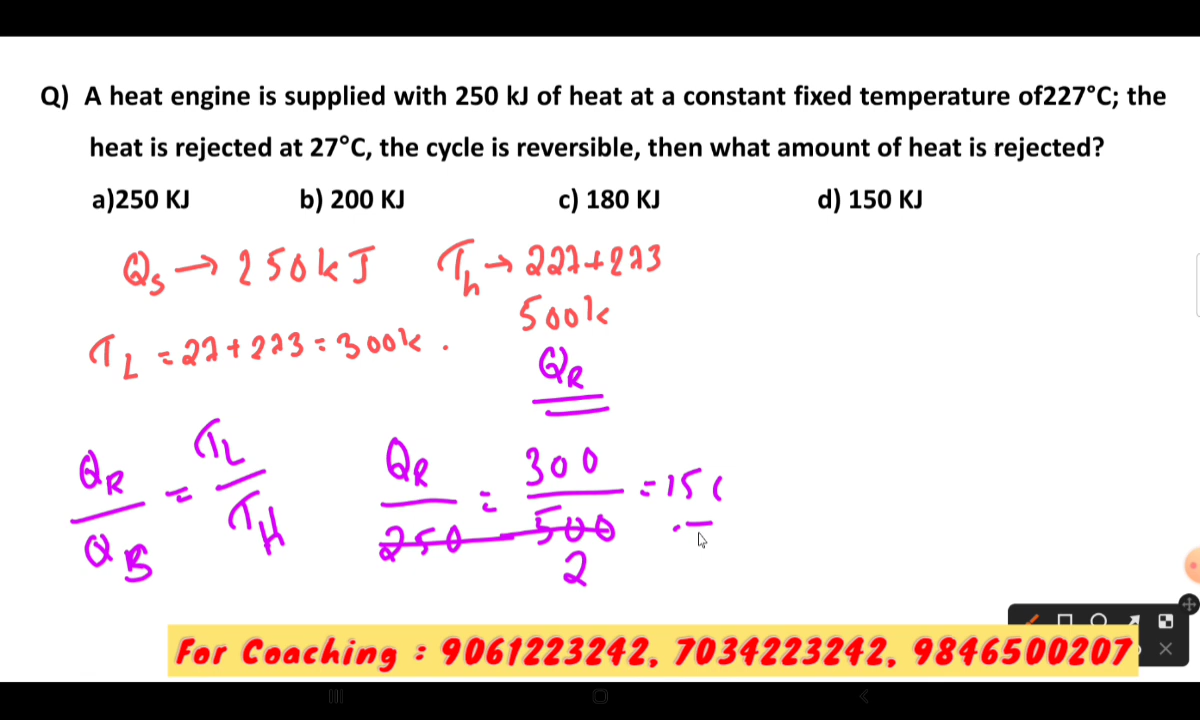 Q) A heat engine is supplied with 250 kJ of heat at a constant fixed temperature of227°C; the
heat is rejected at 27°C, the cycle is reversible, then what amount of heat is rejected?
a)250 KJ b) 200 KJ c) 180 KJ d) 150 KJ
Qs → 250kJ Th → 227+273
500k
TL = 27+273 = 300k.
QR
QR/QS = TL/TH QR/250 = 300/500 = 150
2
For Coaching : 9061223242, 7034223242, 9846500207